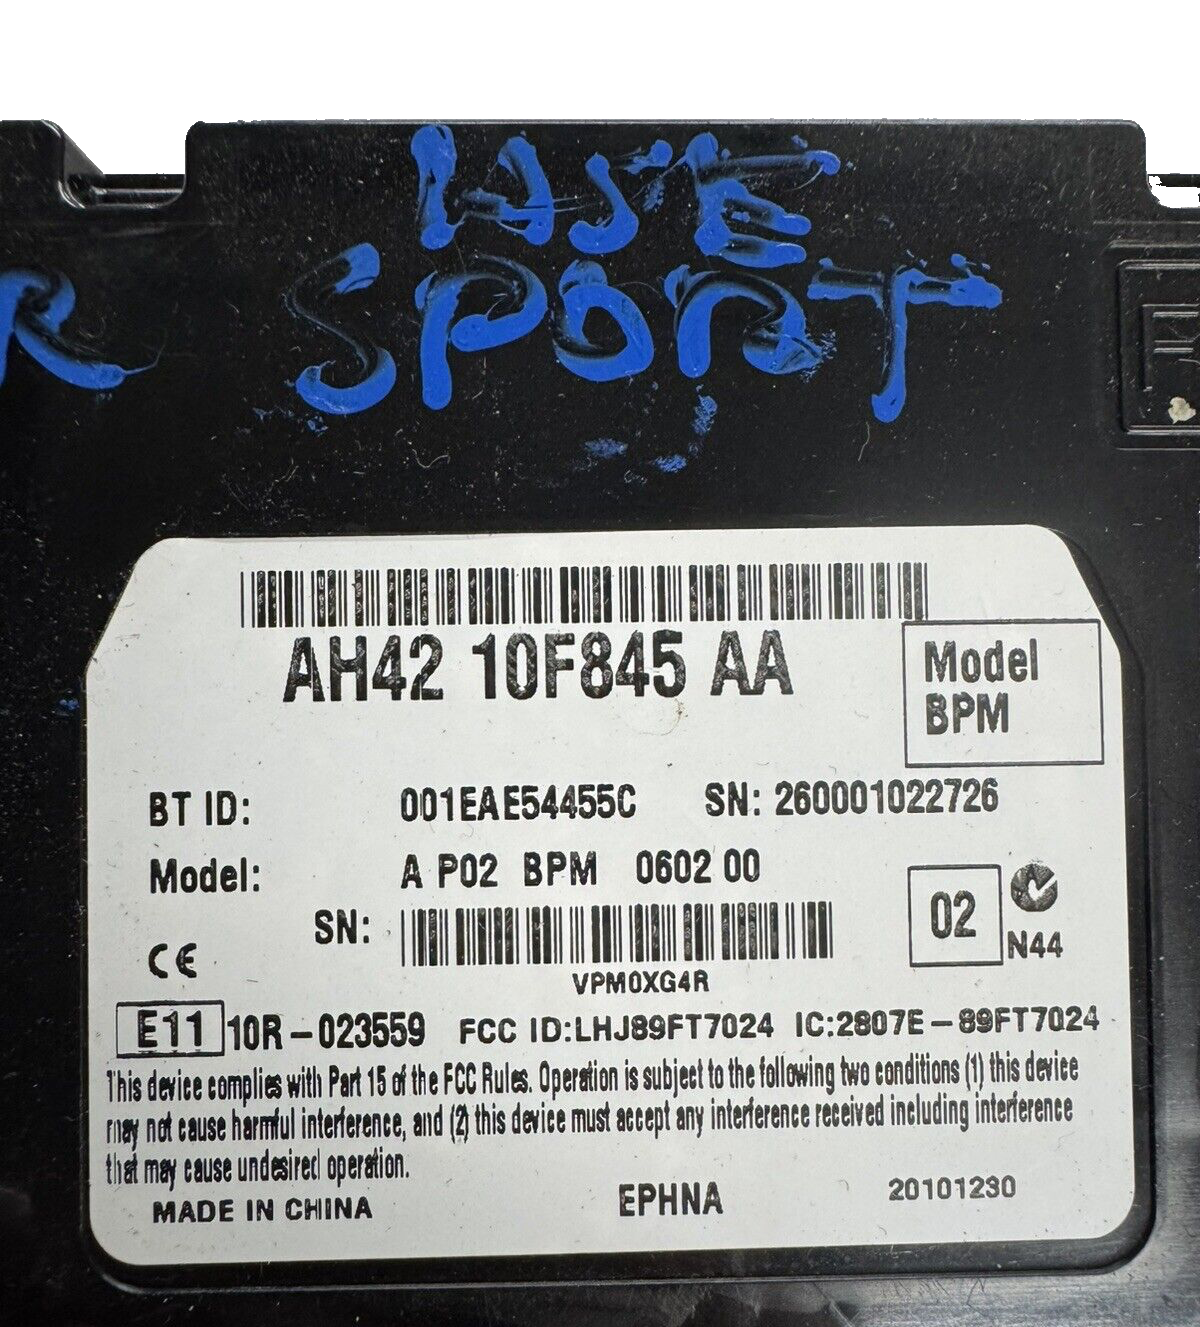 HSE
R SPORT
AH42 10F845 AA
Model
BPM
BT ID: 001EAE54455C SN: 260001022726
Model: A P02 BPM 0602 00
SN:
02
N44
VPM0XG4R
CE
E11 10R-023559 FCC ID:LHJ89FT7024 IC:2807E-89FT7024
This device complies with Part 15 of the FCC Rules. Operation is subject to the following two conditions (1) this device
may not cause harmful interference, and (2) this device must accept any interference received including interference
that may cause undesired operation.
MADE IN CHINA EPHNA 20101230